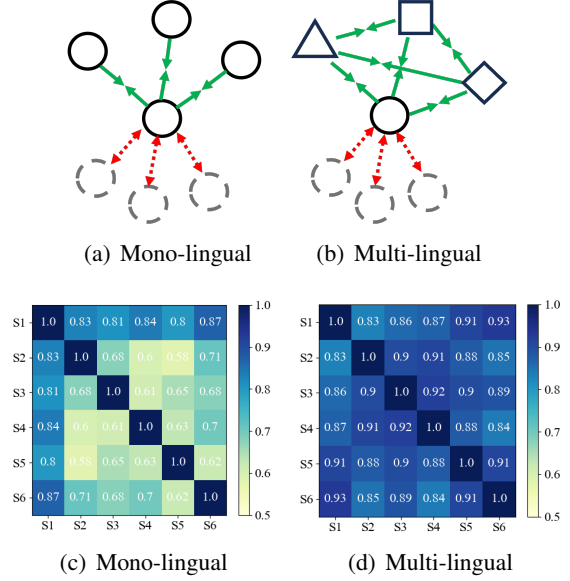 (a) Mono-lingual
(b) Multi-lingual
1.0
S1 1.0 0.83 0.81 0.84 0.8 0.87
0.9
S2 0.83 1.0 0.68 0.6 0.58 0.71
S3 0.81 0.68 1.0 0.61 0.65 0.68
0.8
S4 0.84 0.6 0.61 1.0 0.63 0.7
0.7
S5 0.8 0.58 0.65 0.63 1.0 0.62
0.6
S6 0.87 0.71 0.68 0.7 0.62 1.0
0.5
S1 S2 S3 S4 S5 S6
(c) Mono-lingual
1.0
S1 1.0 0.83 0.86 0.87 0.91 0.93
0.9
S2 0.83 1.0 0.9 0.91 0.88 0.85
S3 0.86 0.9 1.0 0.92 0.9 0.89
0.8
S4 0.87 0.91 0.92 1.0 0.88 0.84
0.7
S5 0.91 0.88 0.9 0.88 1.0 0.91
0.6
S6 0.93 0.85 0.89 0.84 0.91 1.0
0.5
S1 S2 S3 S4 S5 S6
(d) Multi-lingual